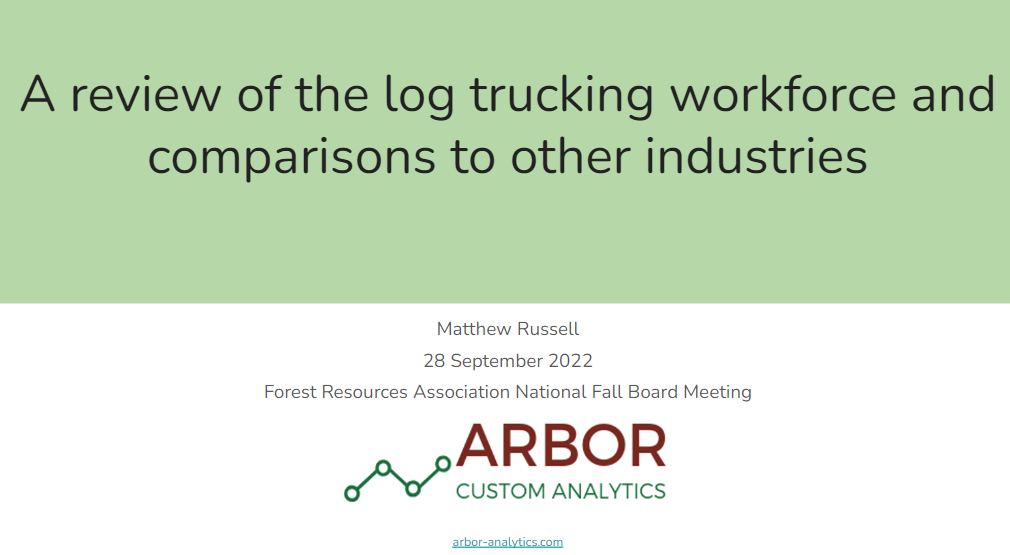 A review of the log trucking workforce and
comparisons to other industries
Matthew Russell
28 September 2022
Forest Resources Association National Fall Board Meeting
ARBOR
CUSTOM ANALYTICS
arbor-analytics.com